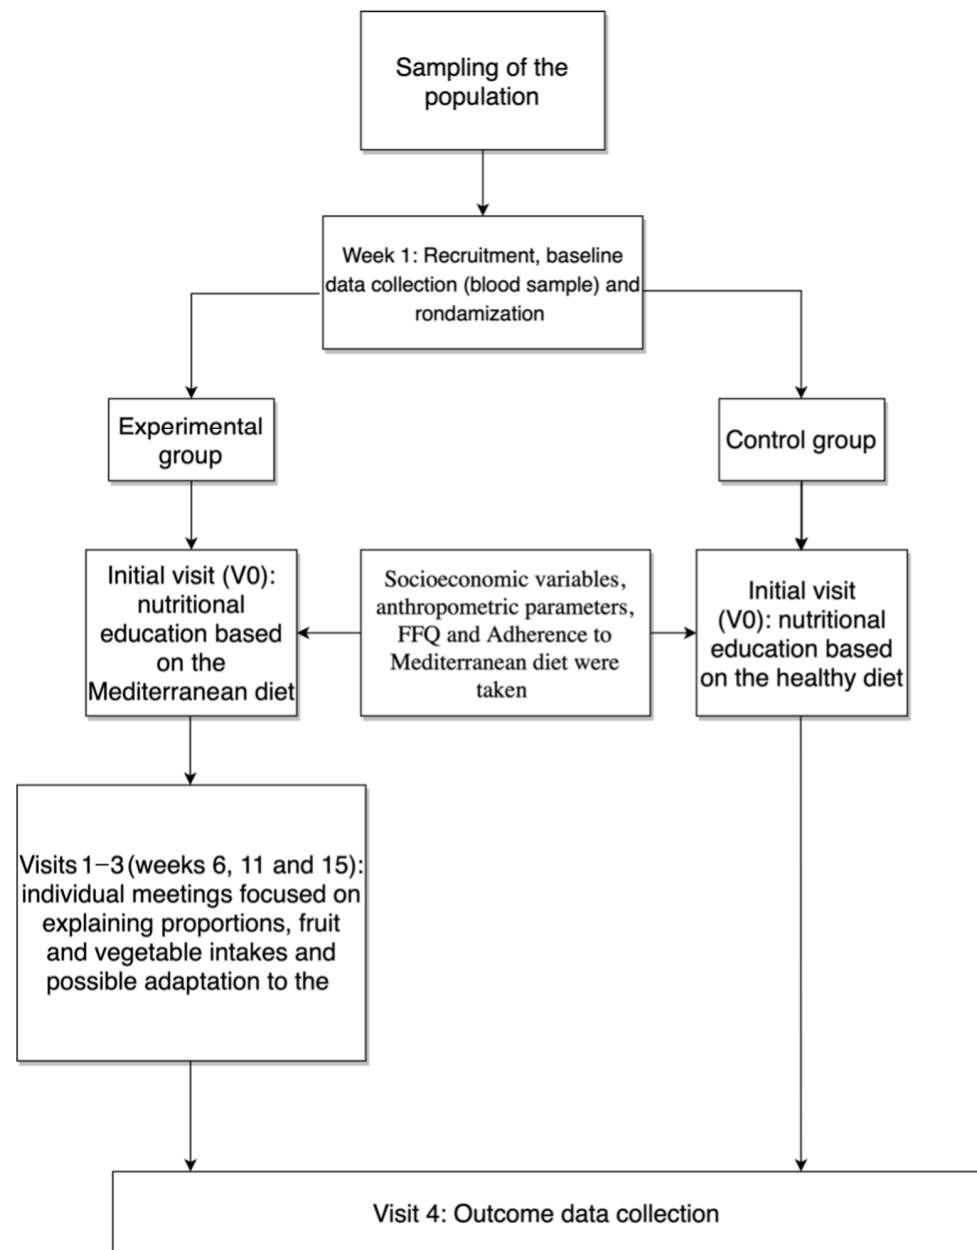 Sampling of the
population
Week 1: Recruitment, baseline
data collection (blood sample) and
rondamization
Experimental
group
Control group
Initial visit (V0):
nutritional
education based
on the
Mediterranean diet
Socioeconomic variables,
anthropometric parameters,
FFQ and Adherence to
Mediterranean diet were
taken
Initial visit
(V0): nutritional
education based
on the healthy diet
Visits 1–3 (weeks 6, 11 and 15):
individual meetings focused on
explaining proportions, fruit
and vegetable intakes and
possible adaptation to the
Visit 4: Outcome data collection